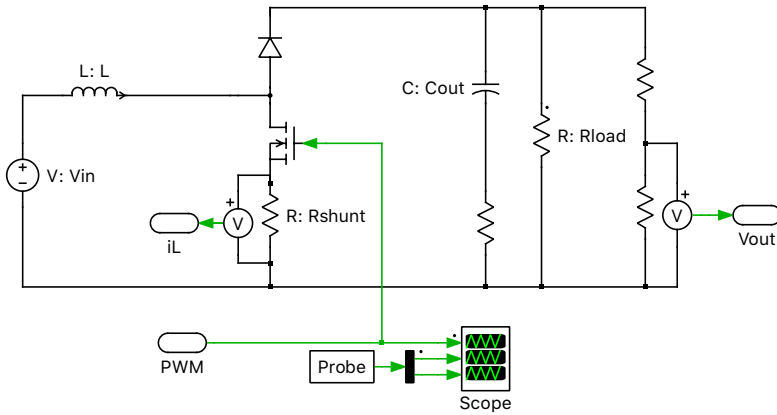 L: L
C: Cout
R: Rload
V: Vin
R: Rshunt
V
V
iL
Vout
PWM
Probe
Scope